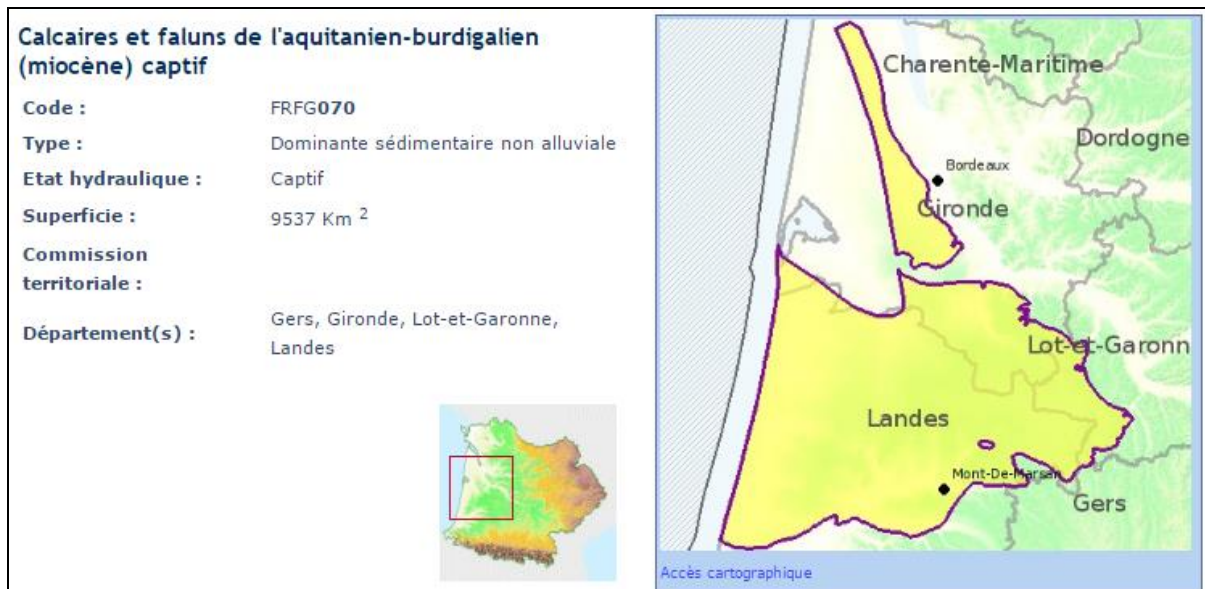 Calcaires et faluns de l'aquitanien-burdigalien
(miocène) captif
Code : FRFG070
Type : Dominante sédimentaire non alluviale
Etat hydraulique : Captif
Superficie : 9537 Km 2
Commission
territoriale :
Département(s) : Gers, Gironde, Lot-et-Garonne,
Landes
Charente-Maritime
Dordogne
Bordeaux
Gironde
Lot-et-Garonn
Landes
Mont-De-Marsan
Gers
Accès cartographique